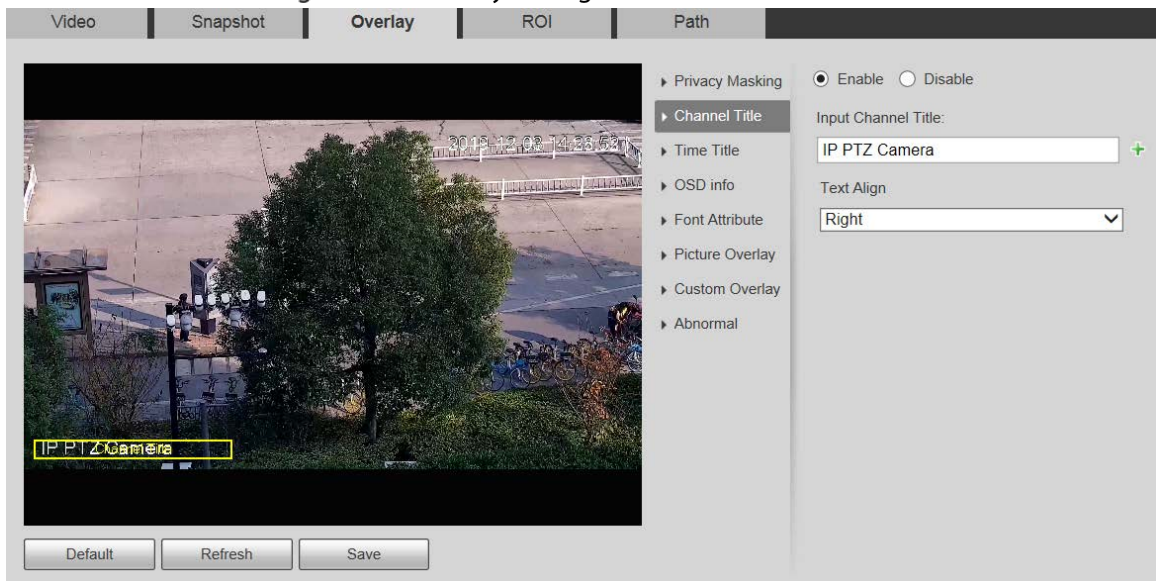 Video Snapshot Overlay ROI Path
Privacy Masking
Channel Title
Time Title
OSD info
Font Attribute
Picture Overlay
Custom Overlay
Abnormal
Enable Disable
Input Channel Title:
IP PTZ Camera
Text Align
Right
IP PTZ Camera
Default Refresh Save